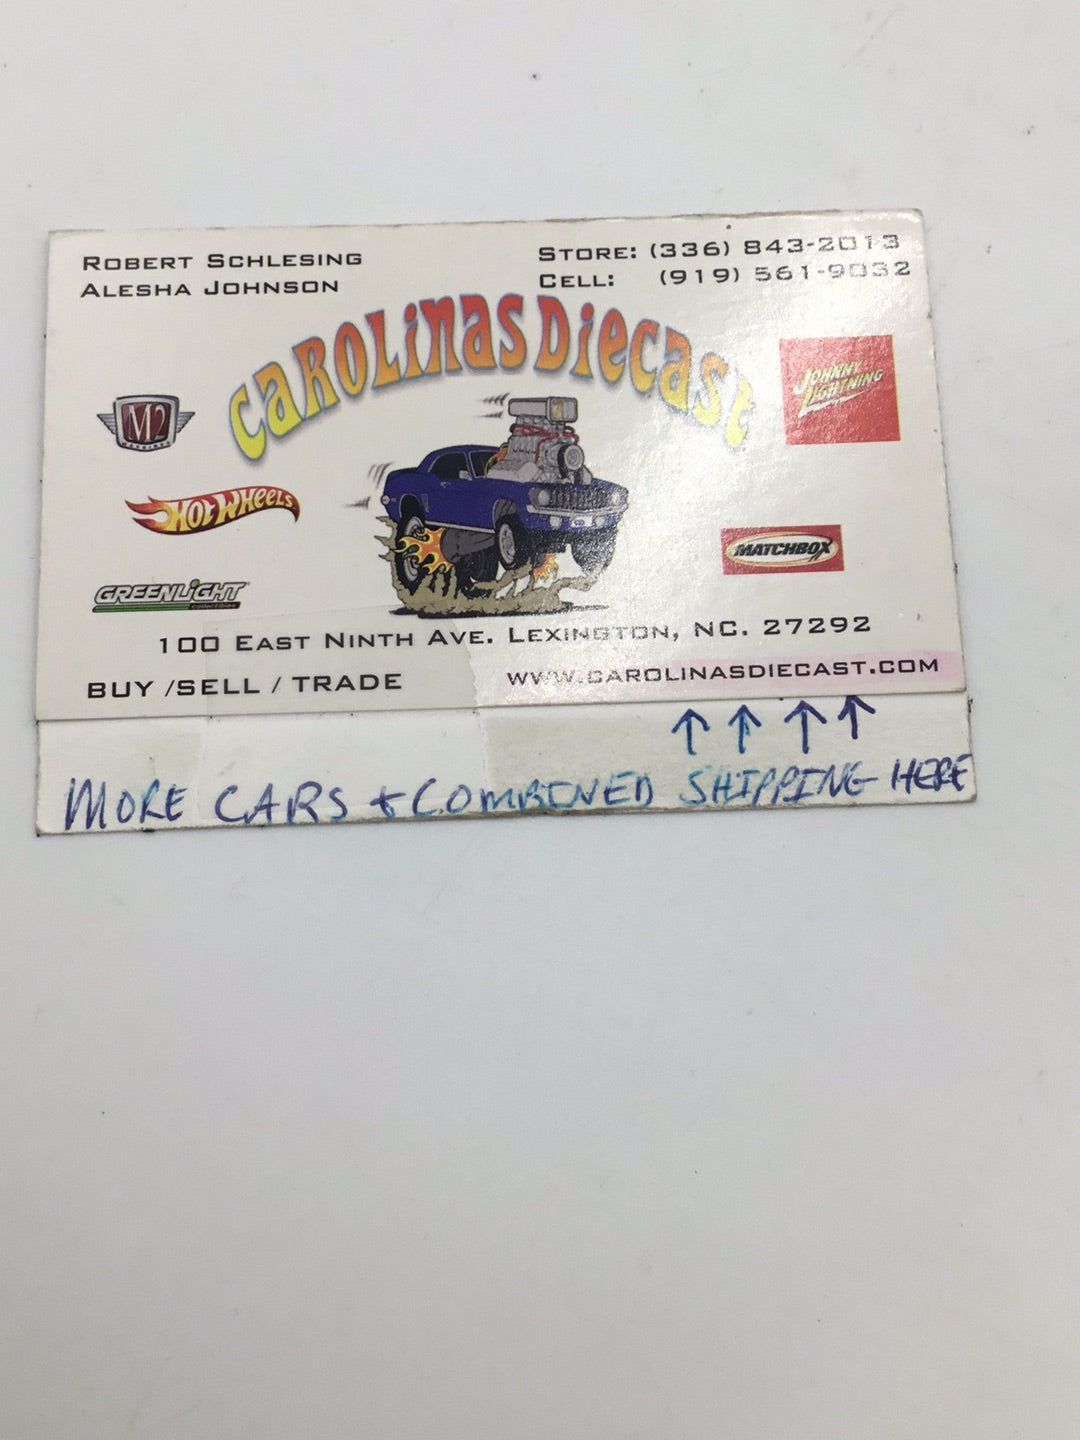 ROBERT SCHLESING
ALESHA JOHNSON
STORE: (336) 843-2013
CELL: (919) 561-9032
CAROLINAS DIECAST
M2
MACHINES
JOHNNY
LIGHTNING
HOT WHEELS
MATCHBOX
GREENLIGHT
collectibles
100 EAST NINTH AVE. LEXINGTON, NC. 27292
BUY /SELL / TRADE
WWW.CAROLINASDIECAST.COM
↑ ↑ ↑ ↑
MORE CARS + COMBINED SHIPPING HERE